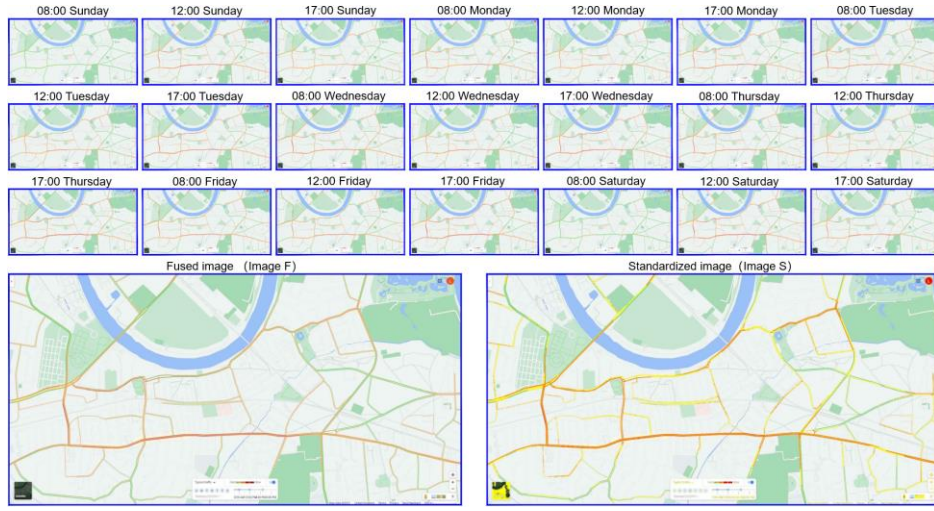 08:00 Sunday 12:00 Sunday 17:00 Sunday 08:00 Monday 12:00 Monday 17:00 Monday 08:00 Tuesday
12:00 Tuesday 17:00 Tuesday 08:00 Wednesday 12:00 Wednesday 17:00 Wednesday 08:00 Thursday 12:00 Thursday
17:00 Thursday 08:00 Friday 12:00 Friday 17:00 Friday 08:00 Saturday 12:00 Saturday 17:00 Saturday
Fused image （Image F） Standardized image （Image S）